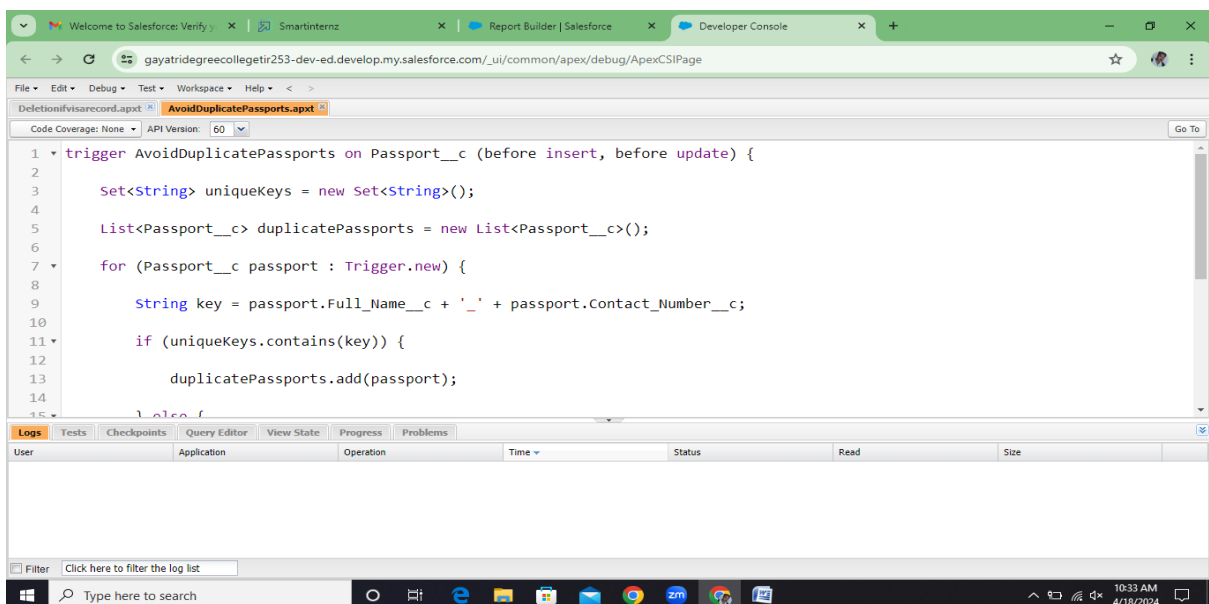 Welcome to Salesforce: Verify y
Smartinternz
Report Builder | Salesforce
Developer Console
gayatridegreecollegetir253-dev-ed.develop.my.salesforce.com/_ui/common/apex/debug/ApexCSIPage
File Edit Debug Test Workspace Help < >
Deletionifvisarecord.apxt AvoidDuplicatePassports.apxt
Code Coverage: None API Version: 60 Go To
1 trigger AvoidDuplicatePassports on Passport__c (before insert, before update) {
2
3 Set<String> uniqueKeys = new Set<String>();
4
5 List<Passport__c> duplicatePassports = new List<Passport__c>();
6
7 for (Passport__c passport : Trigger.new) {
8
9 String key = passport.Full_Name__c + '_' + passport.Contact_Number__c;
10
11 if (uniqueKeys.contains(key)) {
12
13 duplicatePassports.add(passport);
14
15 } else {
Logs Tests Checkpoints Query Editor View State Progress Problems
User Application Operation Time Status Read Size
Filter Click here to filter the log list
Type here to search
zm
10:33 AM
4/18/2024